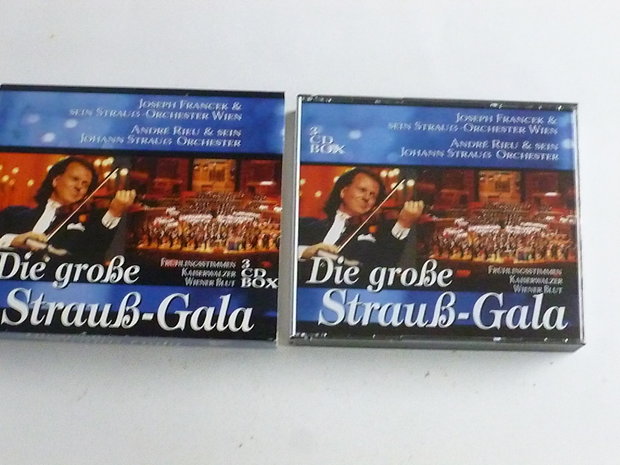 JOSEPH FRANCEK &
SEIN STRAUß-ORCHESTER WIEN
ANDRÉ RIEU & SEIN
JOHANN STRAUß ORCHESTER
FRÜHLINGSSTIMMEN
KAISERWALZER
WIENER BLUT
3
CD
BOX
Die große
Strauß-Gala
JOSEPH FRANCEK &
SEIN STRAUß-ORCHESTER WIEN
3
CD
BOX
ANDRÉ RIEU & SEIN
JOHANN STRAUß ORCHESTER
FRÜHLINGSSTIMMEN
KAISERWALZER
WIENER BLUT
Die große
Strauß-Gala